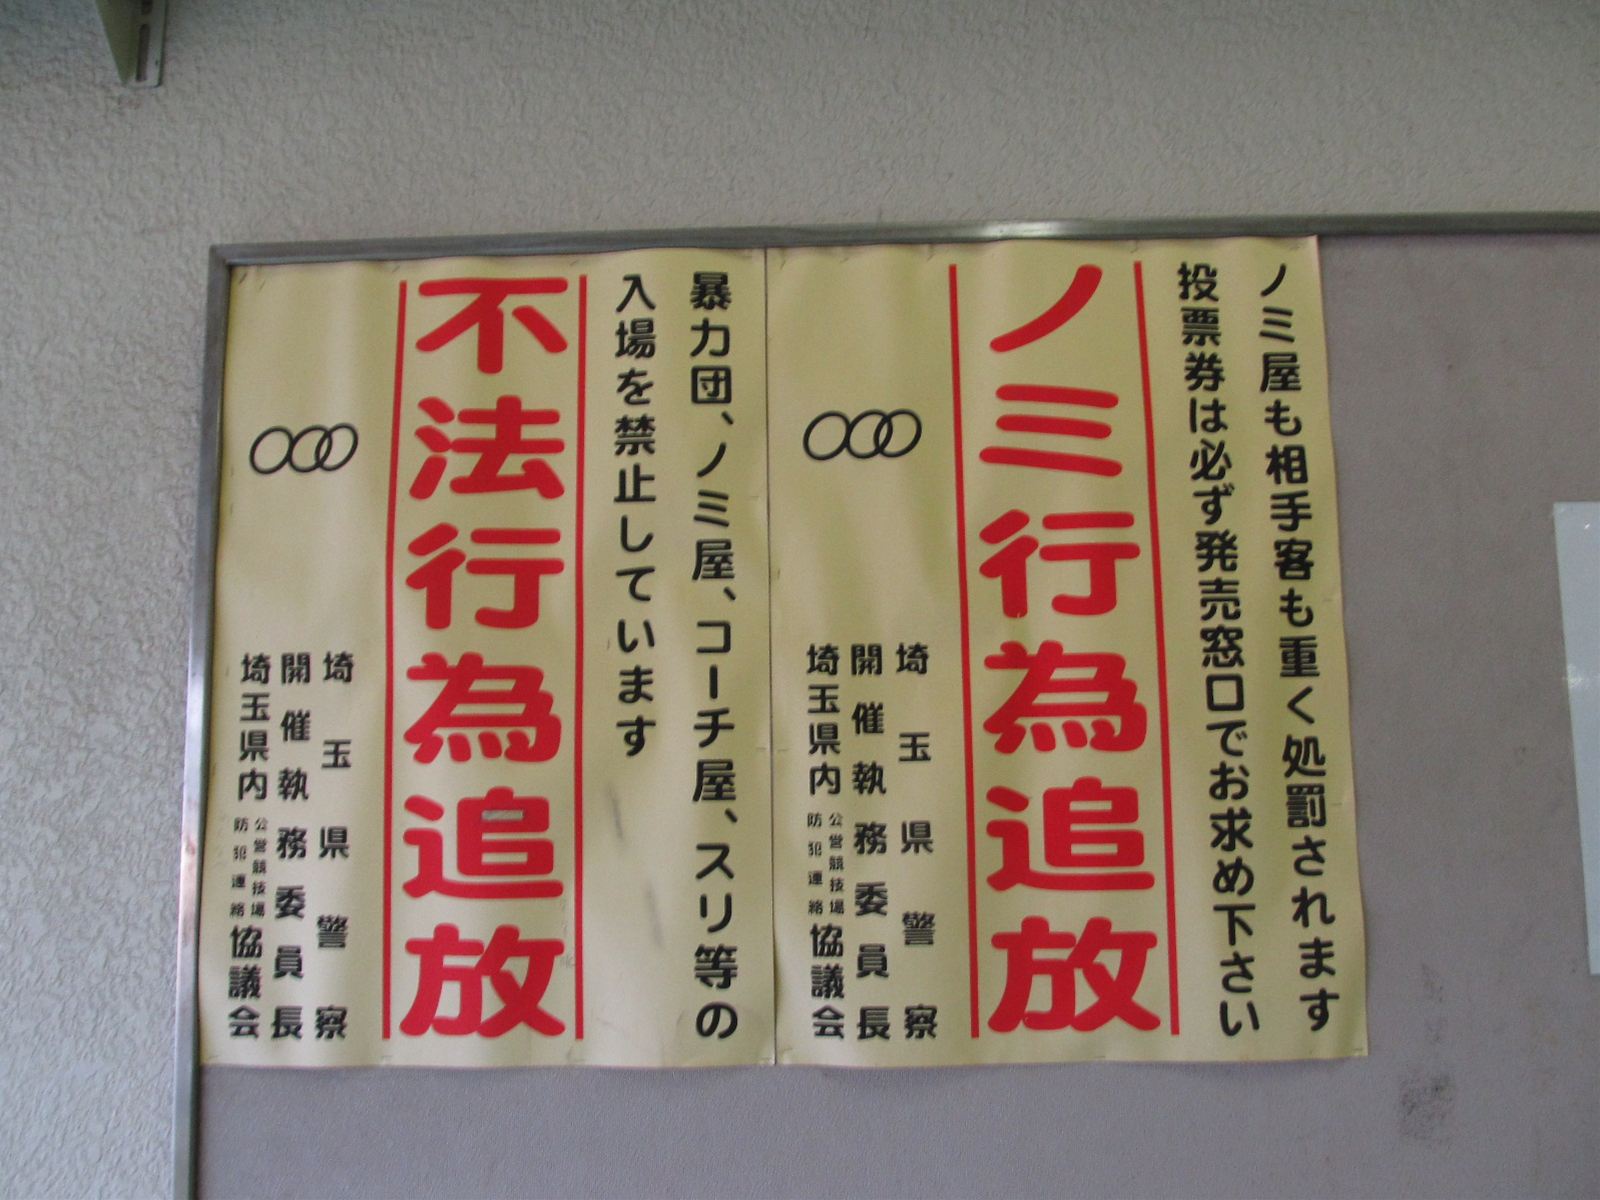 ノミ屋も相手客も重く処罰されます
投票券は必ず発売窓口でお求め下さい
ノミ行為追放
埼玉県警察
開催執務委員長
埼玉県内公営競技場防犯連絡協議会
暴力団、ノミ屋、コーチ屋、スリ等の
入場を禁止しています
不法行為追放
埼玉県警察
開催執務委員長
埼玉県内公営競技場防犯連絡協議会